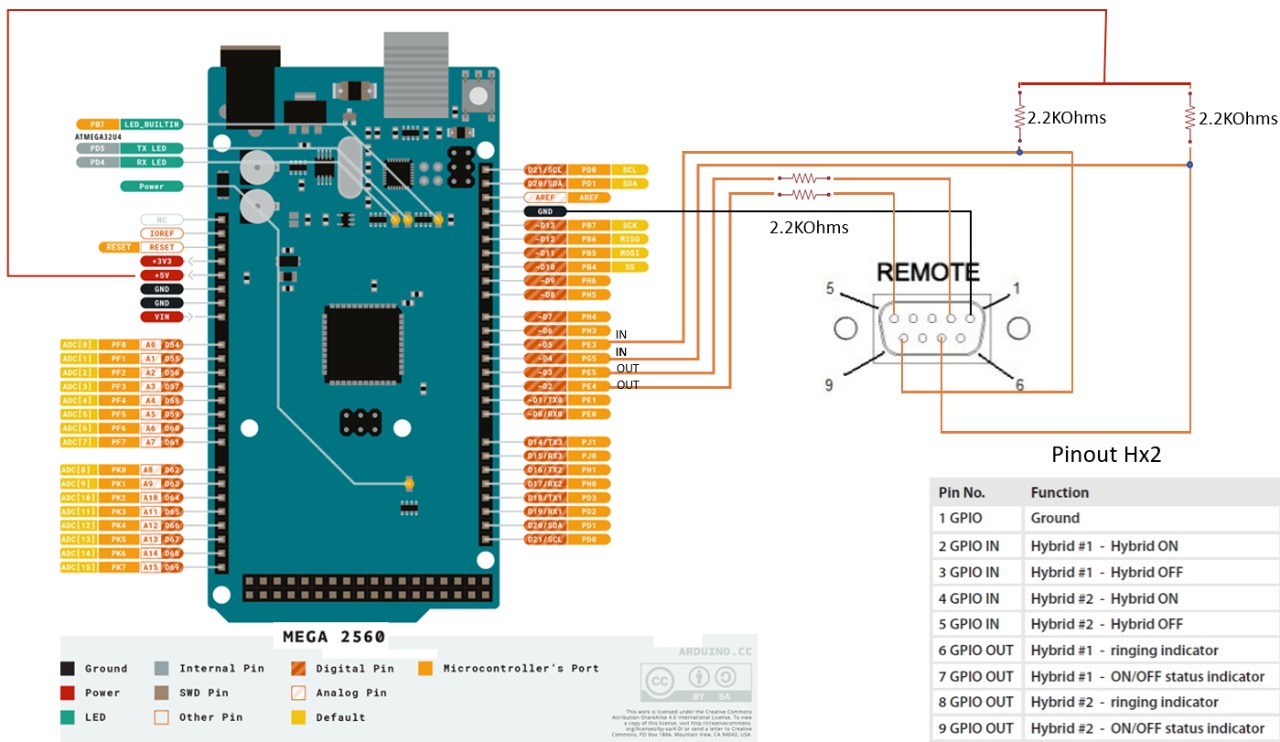 2.2KOhms
2.2KOhms
PB7 LED_BUILTIN
ATMEGA32U4
PD5 TX LED
PD4 RX LED
Power
NC
IOREF
RESET RESET
+3V3
+5V
GND
GND
VIN
ADC[0] PF0 A0 D54
ADC[1] PF1 A1 D55
ADC[2] PF2 A2 D56
ADC[3] PF3 A3 D57
ADC[4] PF4 A4 D58
ADC[5] PF5 A5 D59
ADC[6] PF6 A6 D60
ADC[7] PF7 A7 D61
ADC[8] PK0 A8 D62
ADC[9] PK1 A9 D63
ADC[10] PK2 A10 D64
ADC[11] PK3 A11 D65
ADC[12] PK4 A12 D66
ADC[13] PK5 A13 D67
ADC[14] PK6 A14 D68
ADC[15] PK7 A15 D69
D21/SCL PD0 SCL
D20/SDA PD1 SDA
AREF AREF
GND
~D13 PB7 SCK
~D12 PB6 MISO
~D11 PB5 MOSI
~D10 PB4 SS
~D9 PH6
~D8 PH5
~D7 PH4
~D6 PH3
~D5 PE3
~D4 PG5
~D3 PE5
~D2 PE4
~D1/TX0 PE1
~D0/RX0 PE0
D14/TX3 PJ1
D15/RX3 PJ0
D16/TX2 PH1
D17/RX2 PH0
D18/TX1 PD3
D19/RX1 PD2
D20/SDA PD1
D21/SCL PD0
IN
IN
OUT
OUT
2.2KOhms
REMOTE
5
1
9
6
Pinout Hx2
Pin No. Function
1 GPIO Ground
2 GPIO IN Hybrid #1 - Hybrid ON
3 GPIO IN Hybrid #1 - Hybrid OFF
4 GPIO IN Hybrid #2 - Hybrid ON
5 GPIO IN Hybrid #2 - Hybrid OFF
6 GPIO OUT Hybrid #1 - ringing indicator
7 GPIO OUT Hybrid #1 - ON/OFF status indicator
8 GPIO OUT Hybrid #2 - ringing indicator
9 GPIO OUT Hybrid #2 - ON/OFF status indicator
MEGA 2560
Ground
Power
LED
Internal Pin
SWD Pin
Other Pin
Digital Pin
Analog Pin
Default
Microcontroller's Port
ARDUINO.CC
CC BY SA
This work is licensed under the Creative Commons
Attribution-ShareAlike 4.0 International License. To view
a copy of this license, visit http://creativecommons.
org/licenses/by-sa/4.0/ or send a letter to Creative
Commons, PO Box 1866, Mountain View, CA 94042, USA.